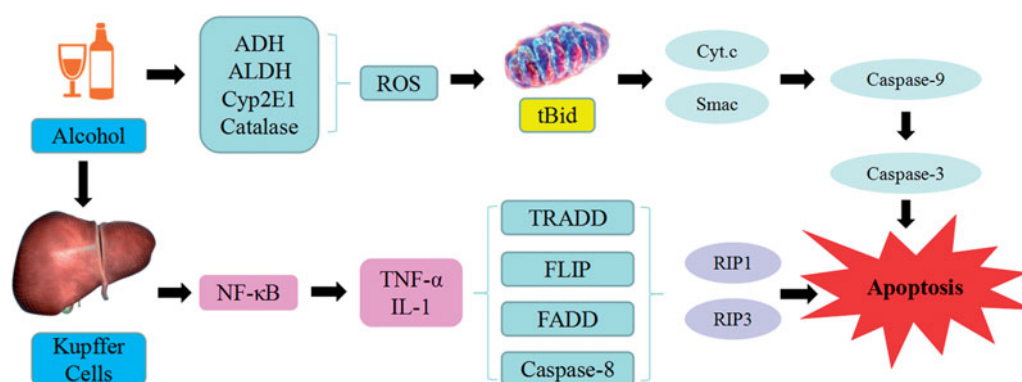 Alcohol
ADH
ALDH
Cyp2E1
Catalase
ROS
tBid
Cyt.c
Smac
Caspase-9
Caspase-3
Kupffer
Cells
NF-κB
TNF-α
IL-1
TRADD
FLIP
FADD
Caspase-8
RIP1
RIP3
Apoptosis